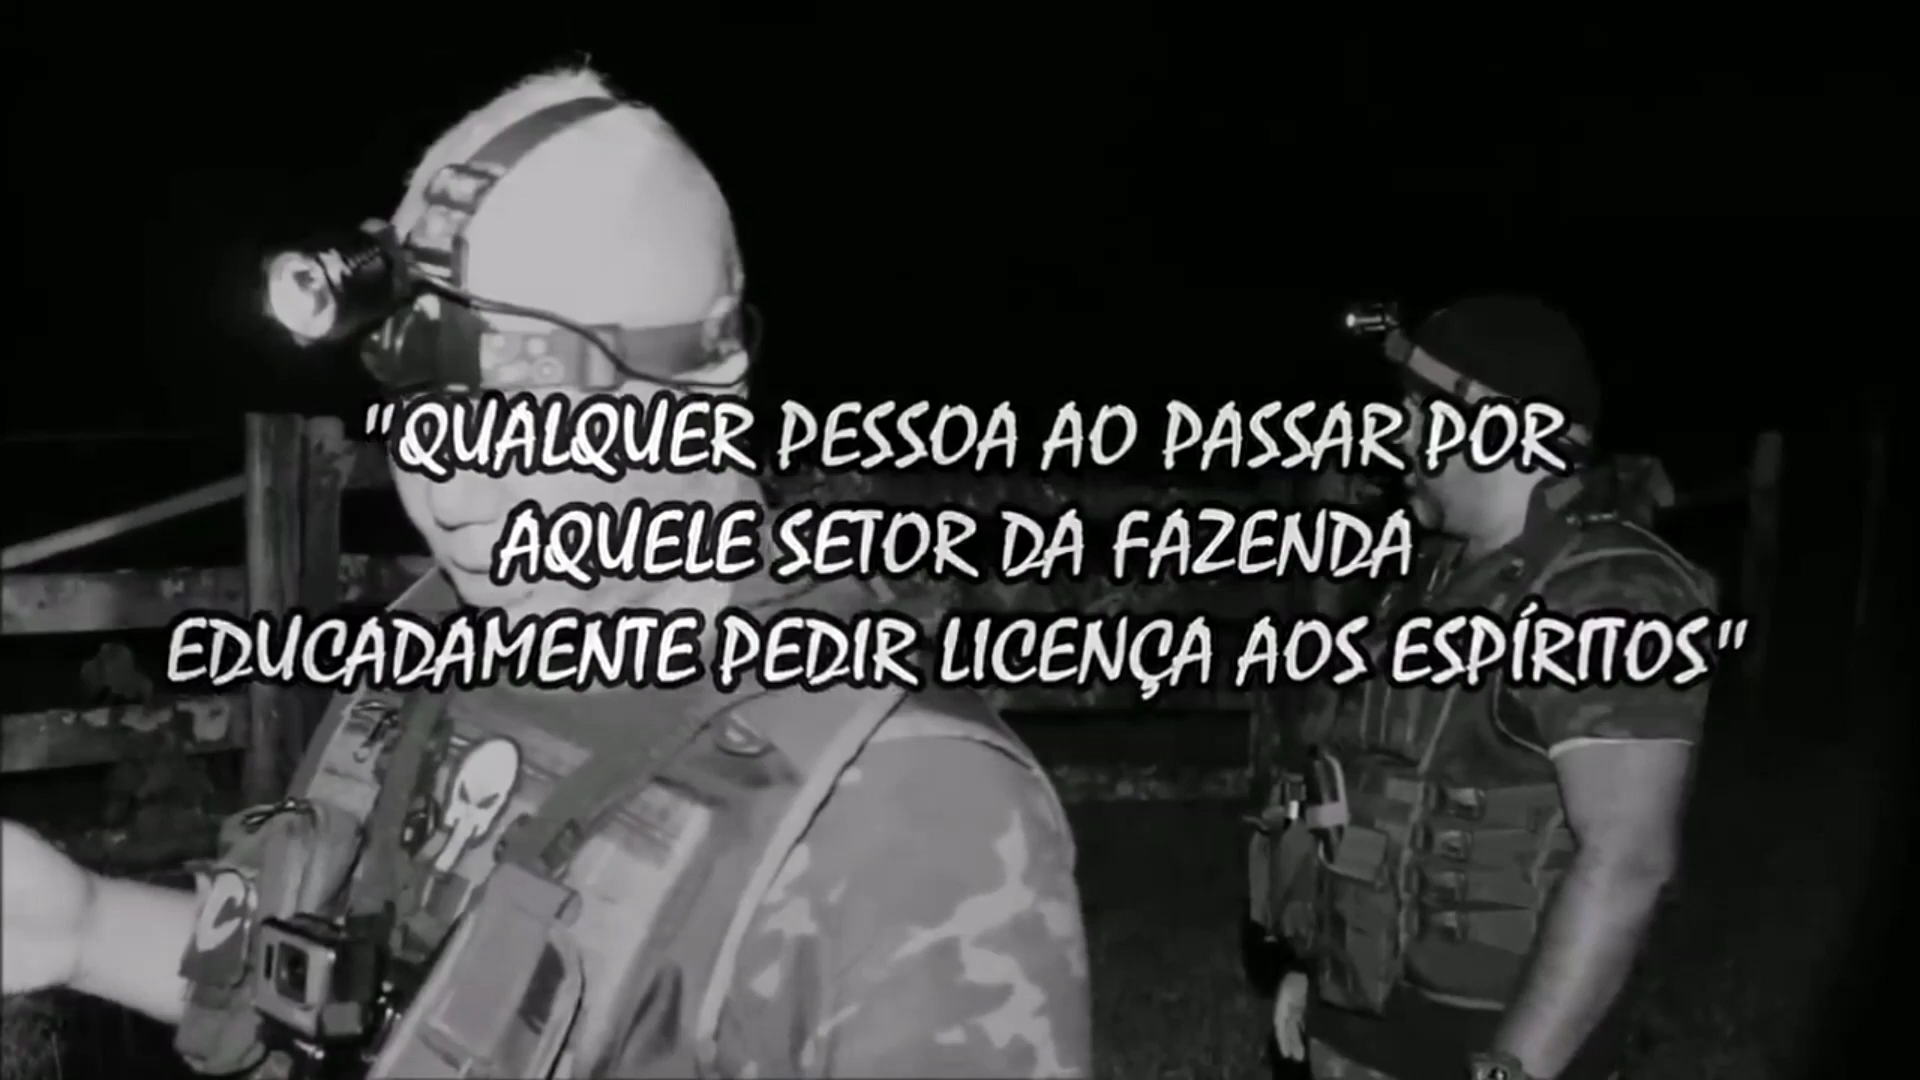 "QUALQUER PESSOA AO PASSAR POR
AQUELE SETOR DA FAZENDA
EDUCADAMENTE PEDIR LICENÇA AOS ESPÍRITOS"
C